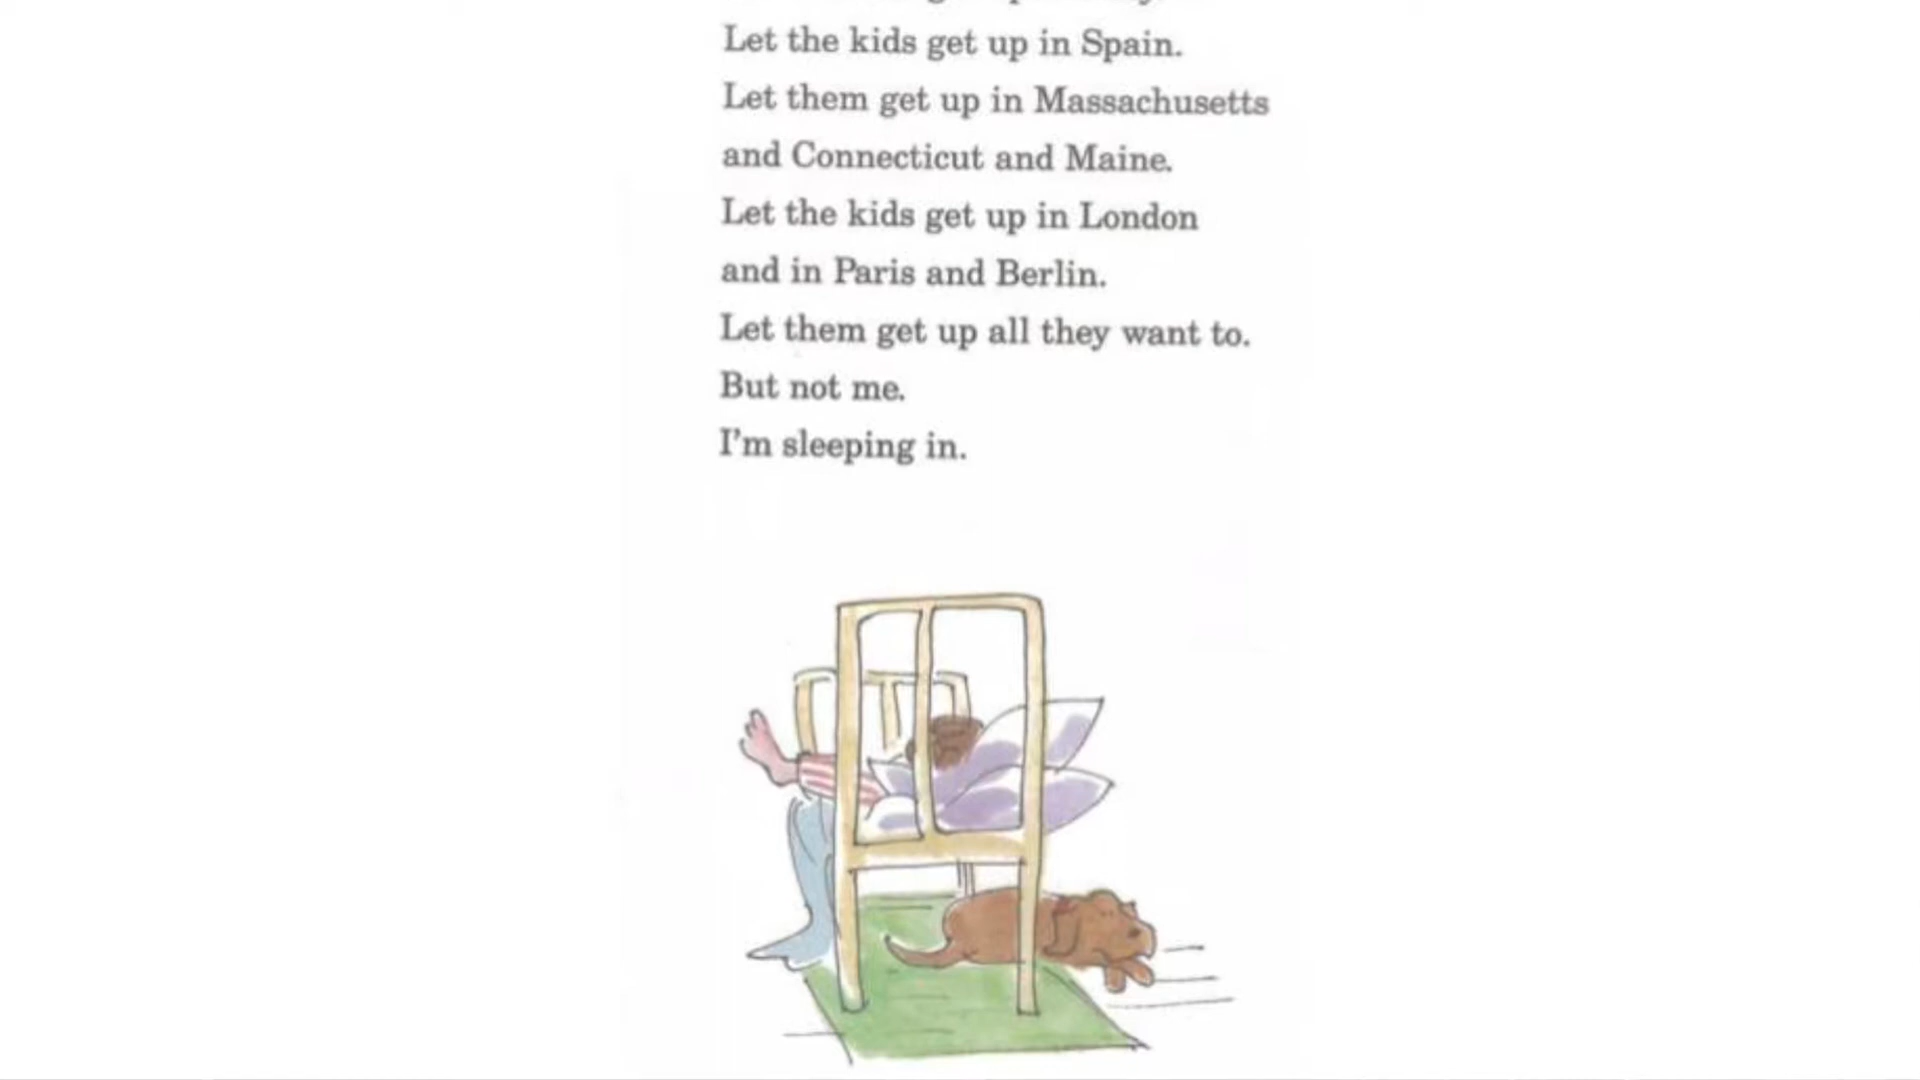 Let the kids get up in Spain.
Let them get up in Massachusetts
and Connecticut and Maine.
Let the kids get up in London
and in Paris and Berlin.
Let them get up all they want to.
But not me.
I'm sleeping in.